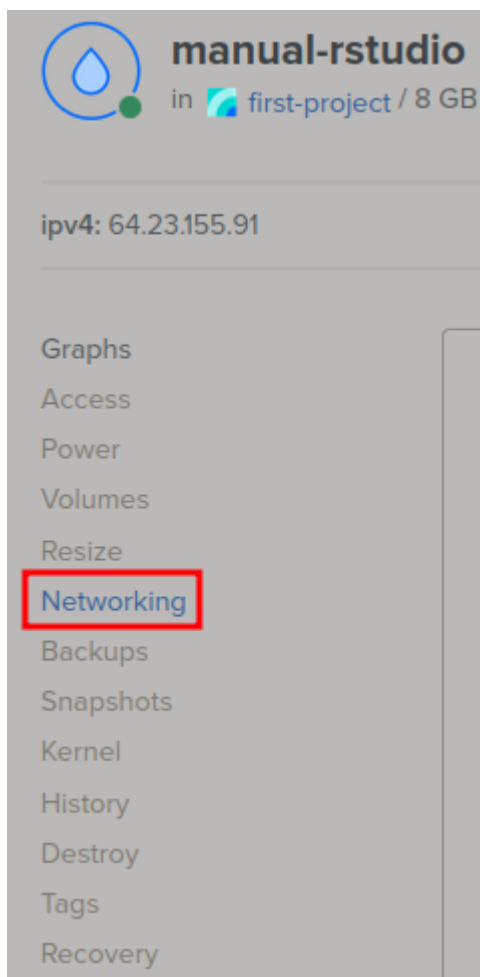 manual-rstudio
in first-project / 8 GB
ipv4: 64.23.155.91
Graphs
Access
Power
Volumes
Resize
Networking
Backups
Snapshots
Kernel
History
Destroy
Tags
Recovery